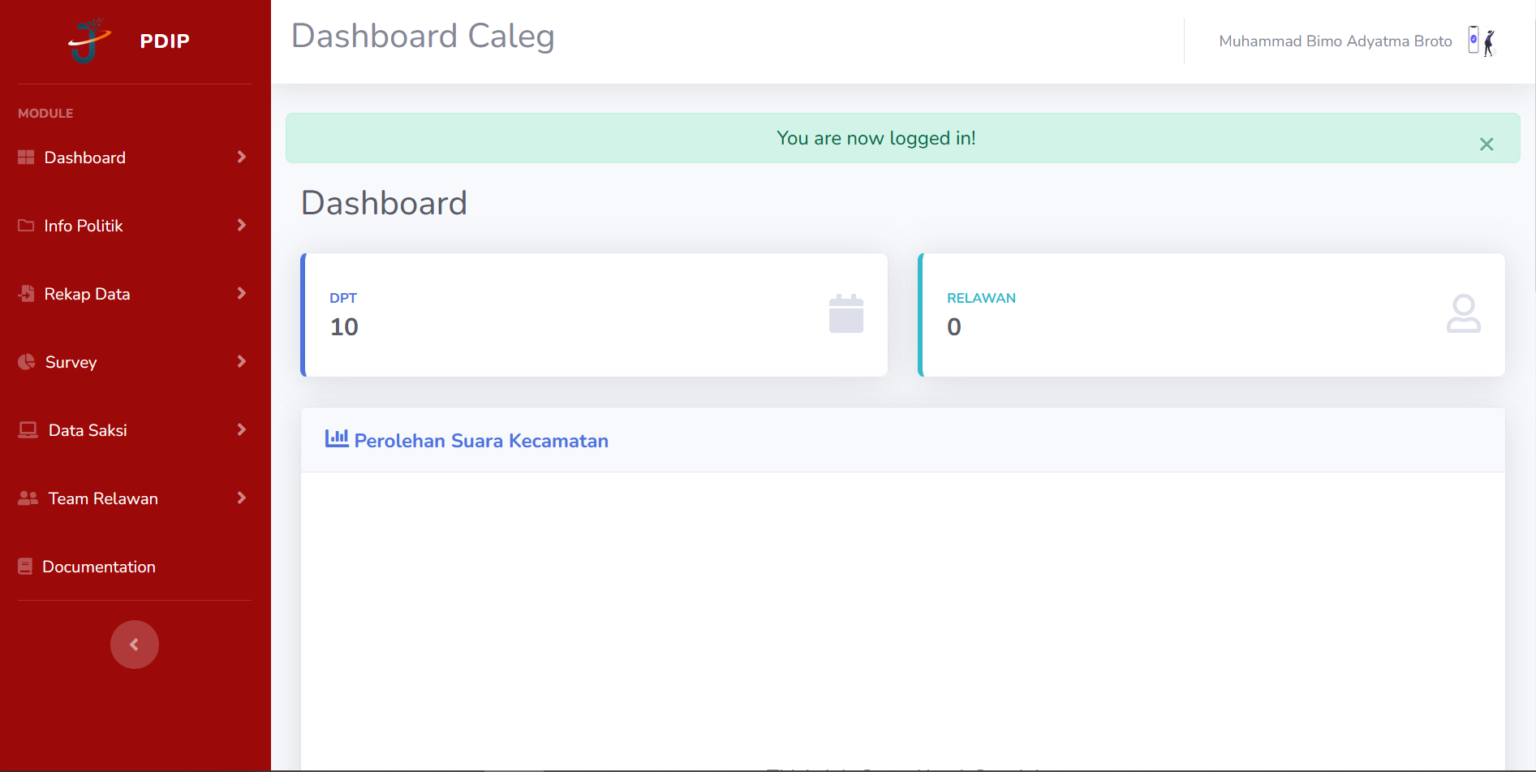 PDIP
Dashboard Caleg
Muhammad Bimo Adyatma Broto
MODULE
Dashboard
Info Politik
Rekap Data
Survey
Data Saksi
Team Relawan
Documentation
You are now logged in!
Dashboard
DPT
10
RELAWAN
0
Perolehan Suara Kecamatan